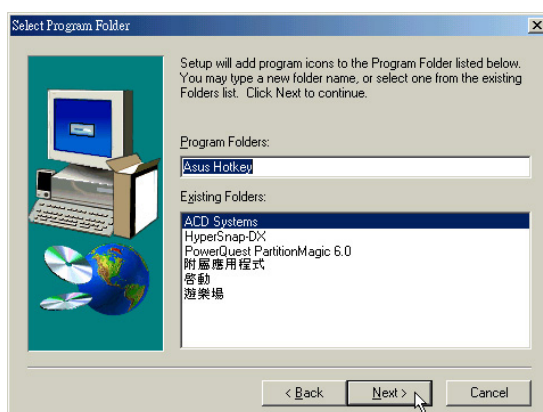 Select Program Folder
Setup will add program icons to the Program Folder listed below.
You may type a new folder name, or select one from the existing
Folders list. Click Next to continue.
Program Folders:
Asus Hotkey
Existing Folders:
ACD Systems
HyperSnap-DX
PowerQuest PartitionMagic 6.0
附屬應用程式
啓動
遊樂場
< Back
Next >
Cancel